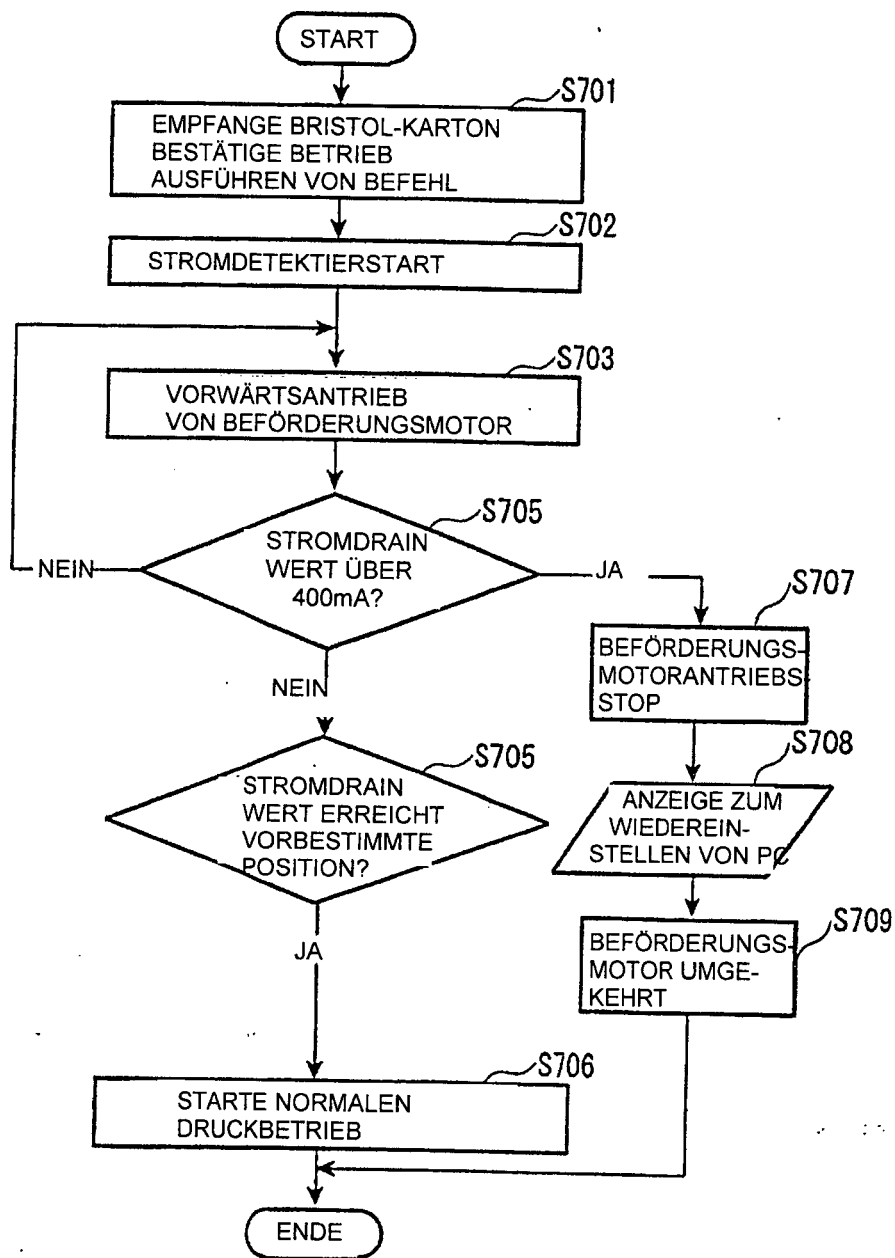 START
S701
EMPFANGE BRISTOL-KARTON
BESTÄTIGE BETRIEB
AUSFÜHREN VON BEFEHL
S702
STROMDETEKTIERSTART
S703
VORWÄRTSANTRIEB
VON BEFÖRDERUNGSMOTOR
S705
STROMDRAIN
WERT ÜBER
400mA?
NEIN
JA
NEIN
S707
BEFÖRDERUNGS-
MOTORANTRIEBS
STOP
S705
STROMDRAIN
WERT ERREICHT
VORBESTIMMTE
POSITION?
S708
ANZEIGE ZUM
WIEDEREIN-
STELLEN VON PC
JA
S709
BEFÖRDERUNGS-
MOTOR UMGE-
KEHRT
S706
STARTE NORMALEN
DRUCKBETRIEB
ENDE